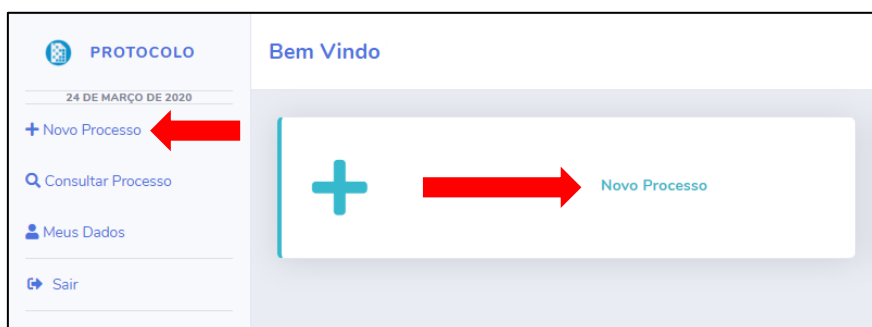 PROTOCOLO
24 DE MARÇO DE 2020
Novo Processo
Consultar Processo
Meus Dados
Sair
Bem Vindo
Novo Processo